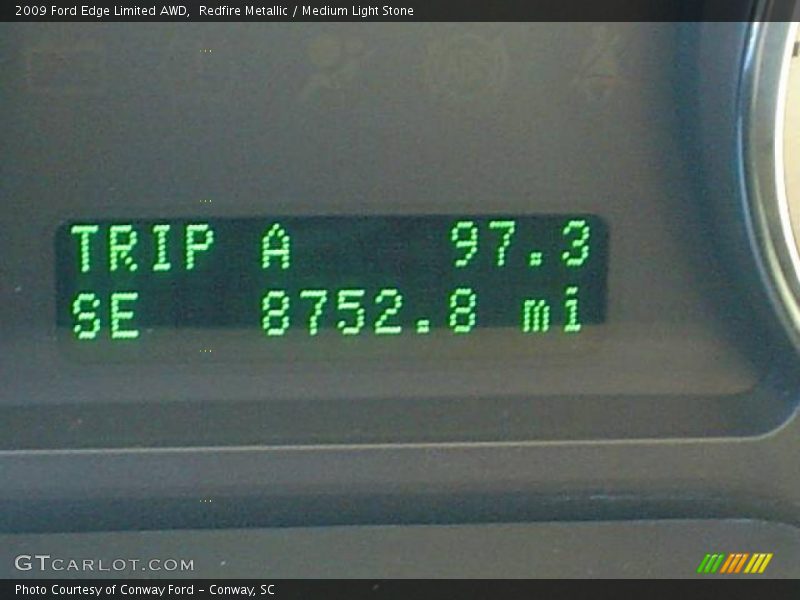 2009 Ford Edge Limited AWD, Redfire Metallic / Medium Light Stone
TRIP A 97.3
SE 8752.8 mi
GTCARLOT.COM
Photo Courtesy of Conway Ford - Conway, SC